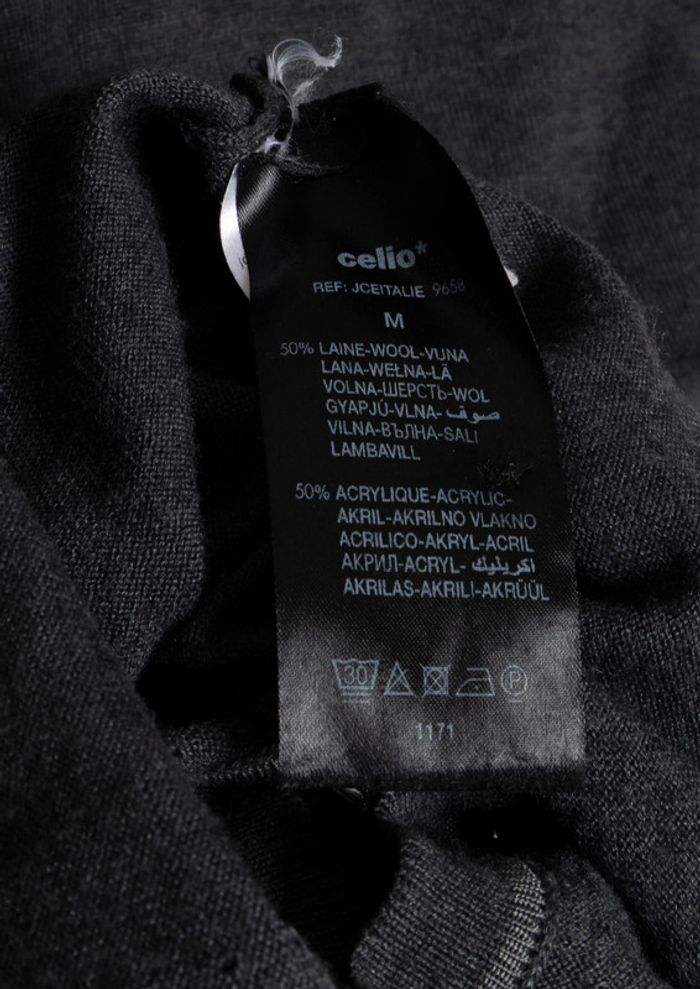 celio*
REF: JCEITALIE 9658
M
50% LAINE-WOOL-VUNA
LANA-WEŁNA-LÃ
VOLNA-ШЕРСТЬ-WOL
GYAPJÚ-VLNA- صوف
VILNA-ВЪЛНА-SALI
LAMBAVILL
50% ACRYLIQUE-ACRYLIC-
AKRIL-AKRILNO VLAKNO
ACRILICO-AKRYL-ACRIL
АКРИЛ-ACRYL- اكريليك
AKRILAS-AKRILI-AKRÜÜL
30 P
1171